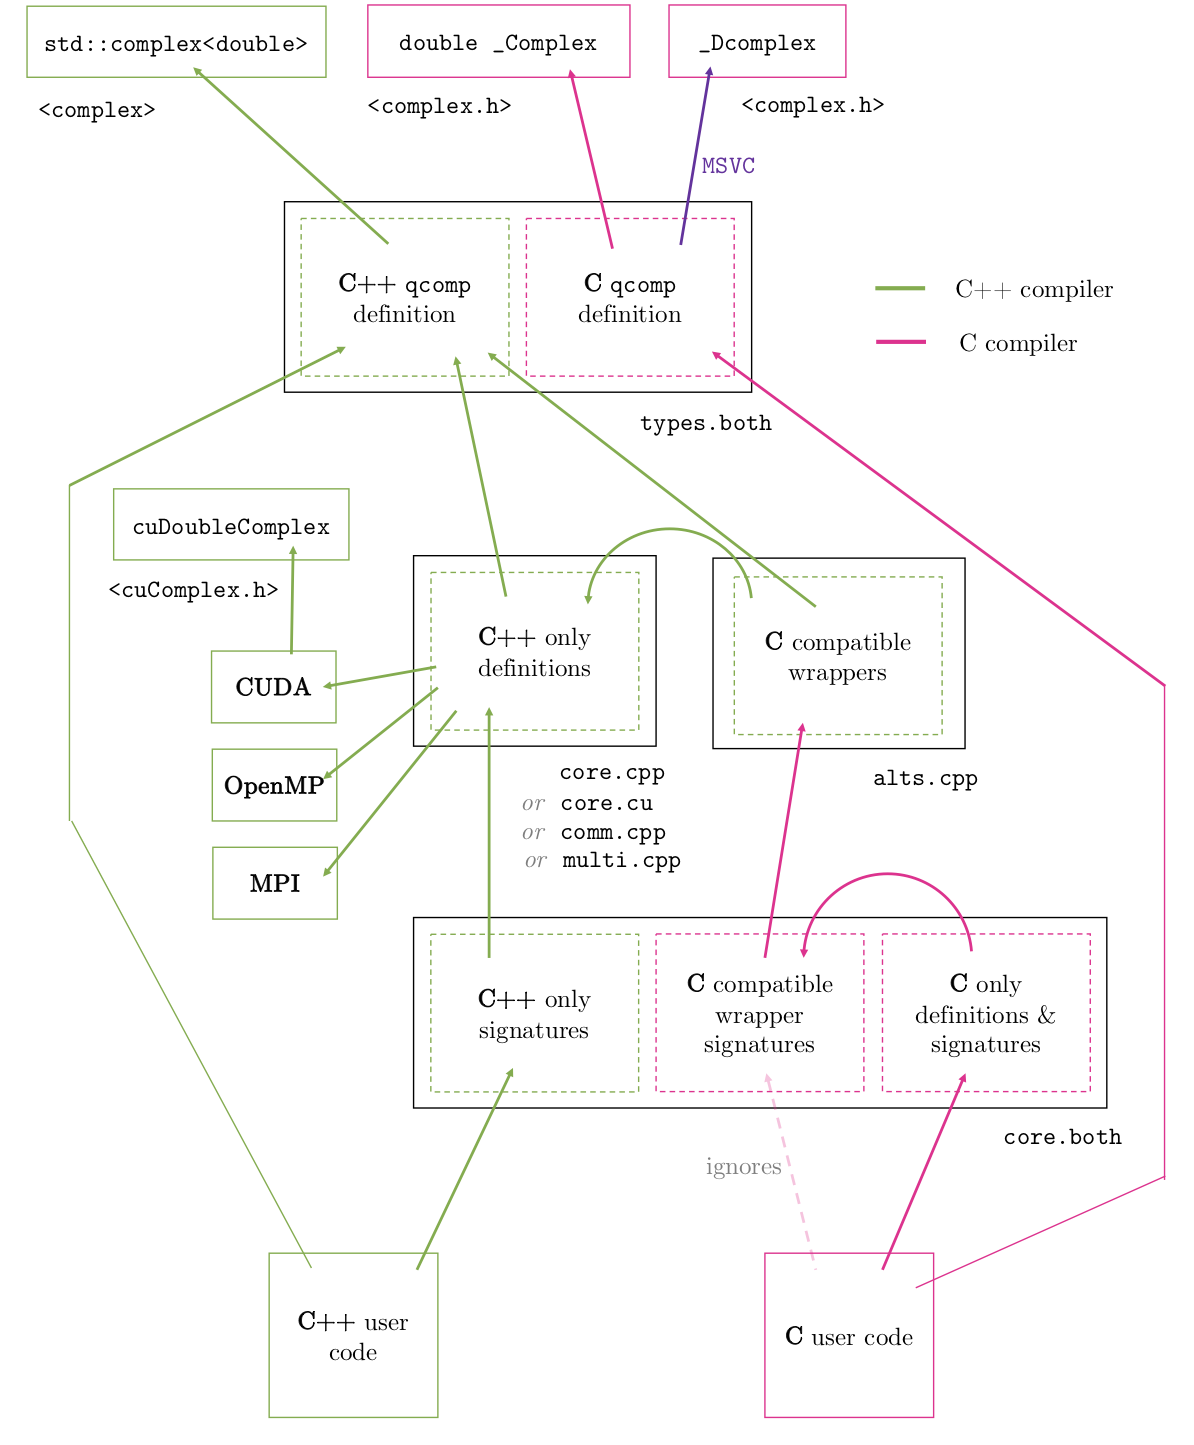 std::complex<double>
double _Complex
_Dcomplex
<complex>
<complex.h>
<complex.h>
MSVC
C++ qcomp
definition
C qcomp
definition
C++ compiler
C compiler
types.both
cuDoubleComplex
<cuComplex.h>
C++ only
definitions
C compatible
wrappers
CUDA
OpenMP
MPI
core.cpp
or core.cu
or comm.cpp
or multi.cpp
alts.cpp
C++ only
signatures
C compatible
wrapper
signatures
C only
definitions &
signatures
core.both
ignores
C++ user
code
C user code